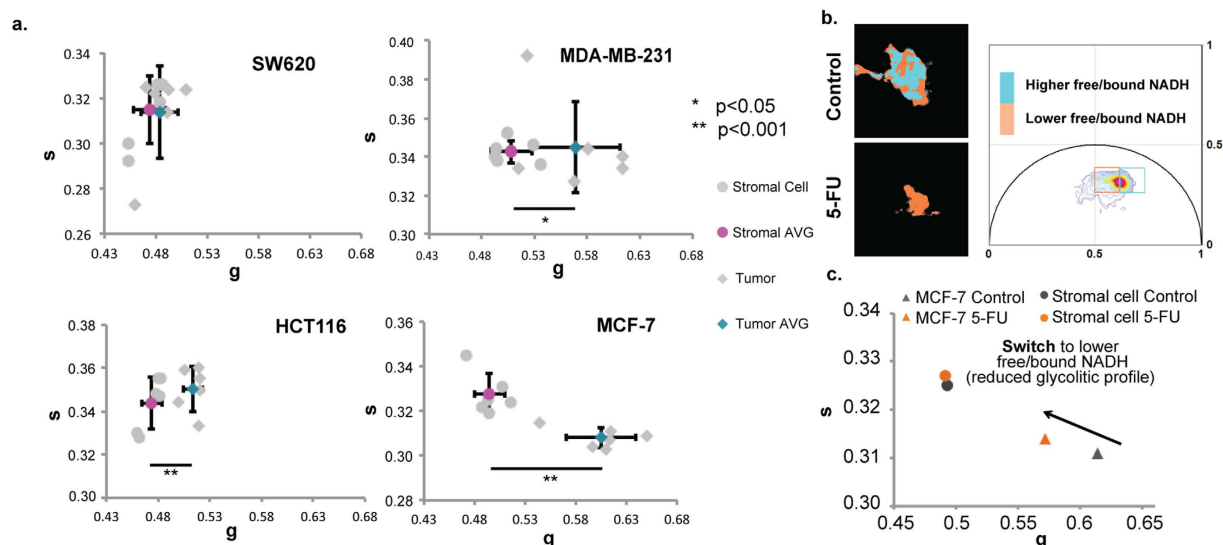 a.
SW620
0.34
0.32
0.30
0.28
0.26
s
0.43 0.48 0.53 0.58 0.63 0.68
g
MDA-MB-231
0.40
0.38
0.36
0.34
0.32
0.30
s
*
0.43 0.48 0.53 0.58 0.63 0.68
g
* p<0.05
** p<0.001
Stromal Cell
Stromal AVG
Tumor
Tumor AVG
HCT116
0.38
0.36
0.34
0.32
0.30
s
**
0.43 0.48 0.53 0.58 0.63 0.68
g
MCF-7
0.36
0.34
0.32
0.30
0.28
s
**
0.43 0.48 0.53 0.58 0.63 0.68
g
b.
Control
5-FU
1
Higher free/bound NADH
Lower free/bound NADH
0.5
0 0.5 1
0
c.
MCF-7 Control
Stromal cell Control
MCF-7 5-FU
Stromal cell 5-FU
Switch to lower
free/bound NADH
(reduced glycolitic profile)
0.34
0.33
0.32
0.31
0.30
s
0.45 0.5 0.55 0.6 0.65
g